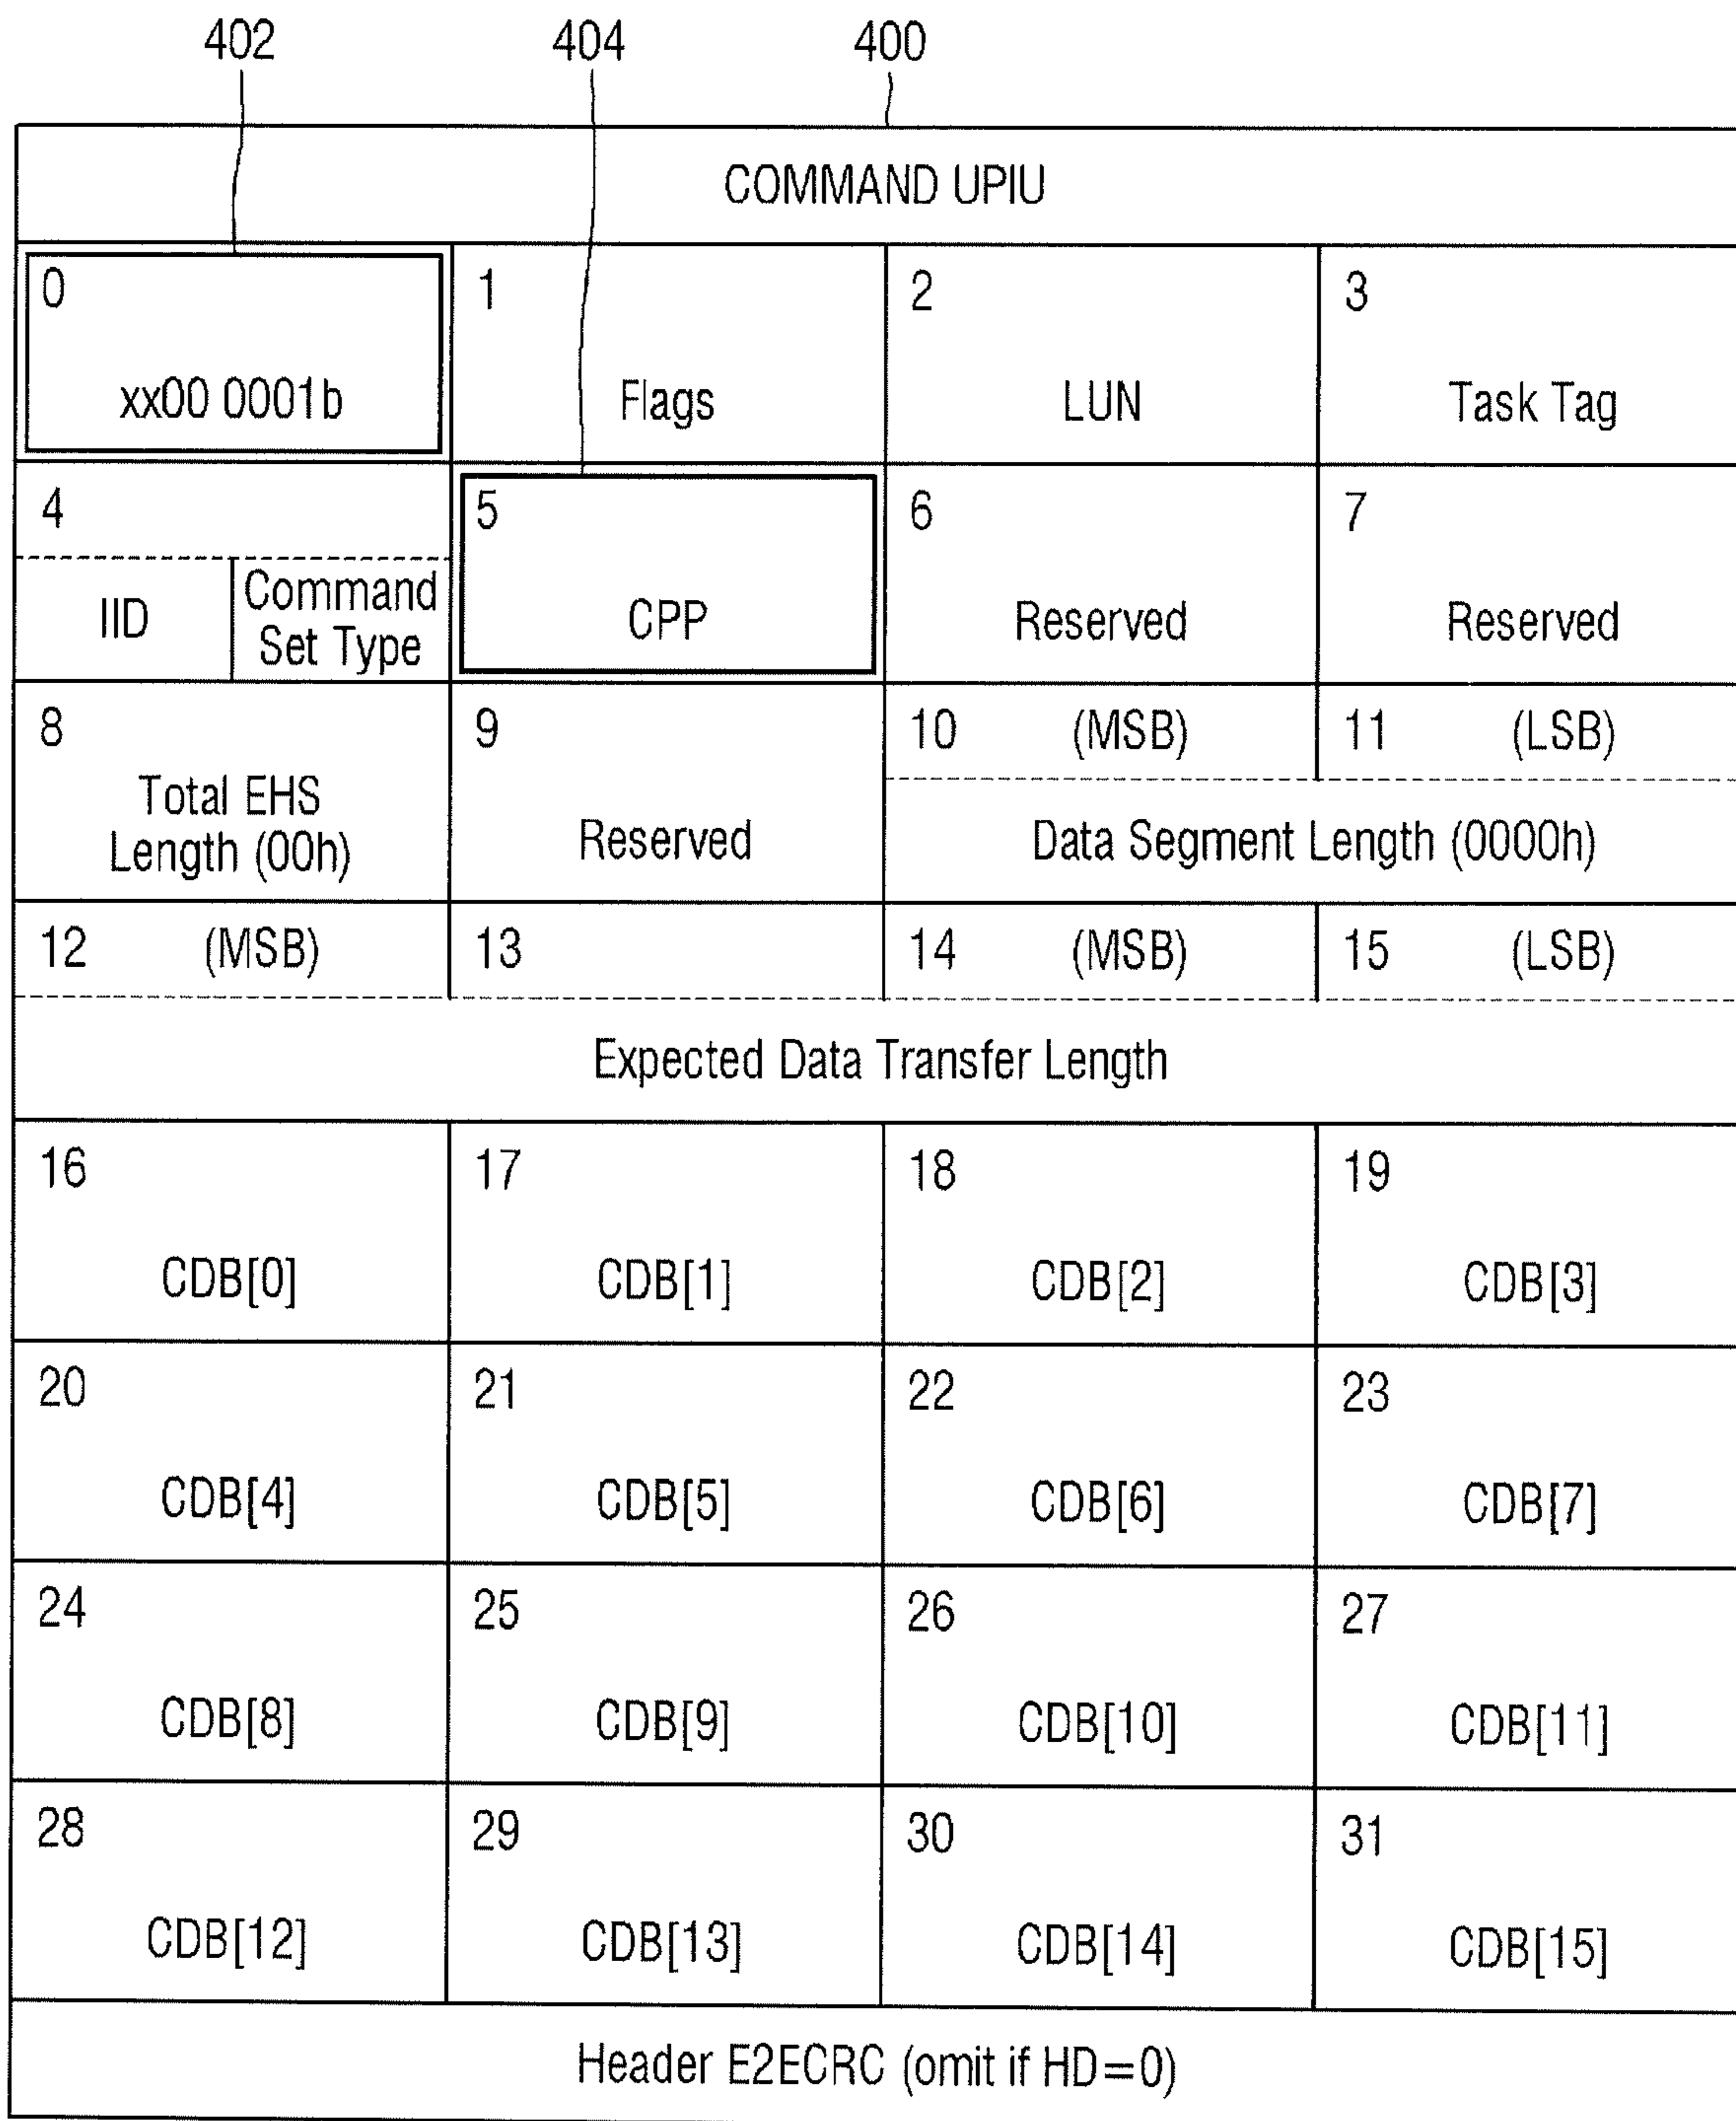 402 404 400
COMMAND UPIU
0 1 2 3
xx00 0001b Flags LUN Task Tag
4 5 6 7
IID Command Set Type CPP Reserved Reserved
8 9 10 (MSB) 11 (LSB)
Total EHS Length (00h) Reserved Data Segment Length (0000h)
12 (MSB) 13 14 (MSB) 15 (LSB)
Expected Data Transfer Length
16 17 18 19
CDB[0] CDB[1] CDB[2] CDB[3]
20 21 22 23
CDB[4] CDB[5] CDB[6] CDB[7]
24 25 26 27
CDB[8] CDB[9] CDB[10] CDB[11]
28 29 30 31
CDB[12] CDB[13] CDB[14] CDB[15]
Header E2ECRC (omit if HD=0)